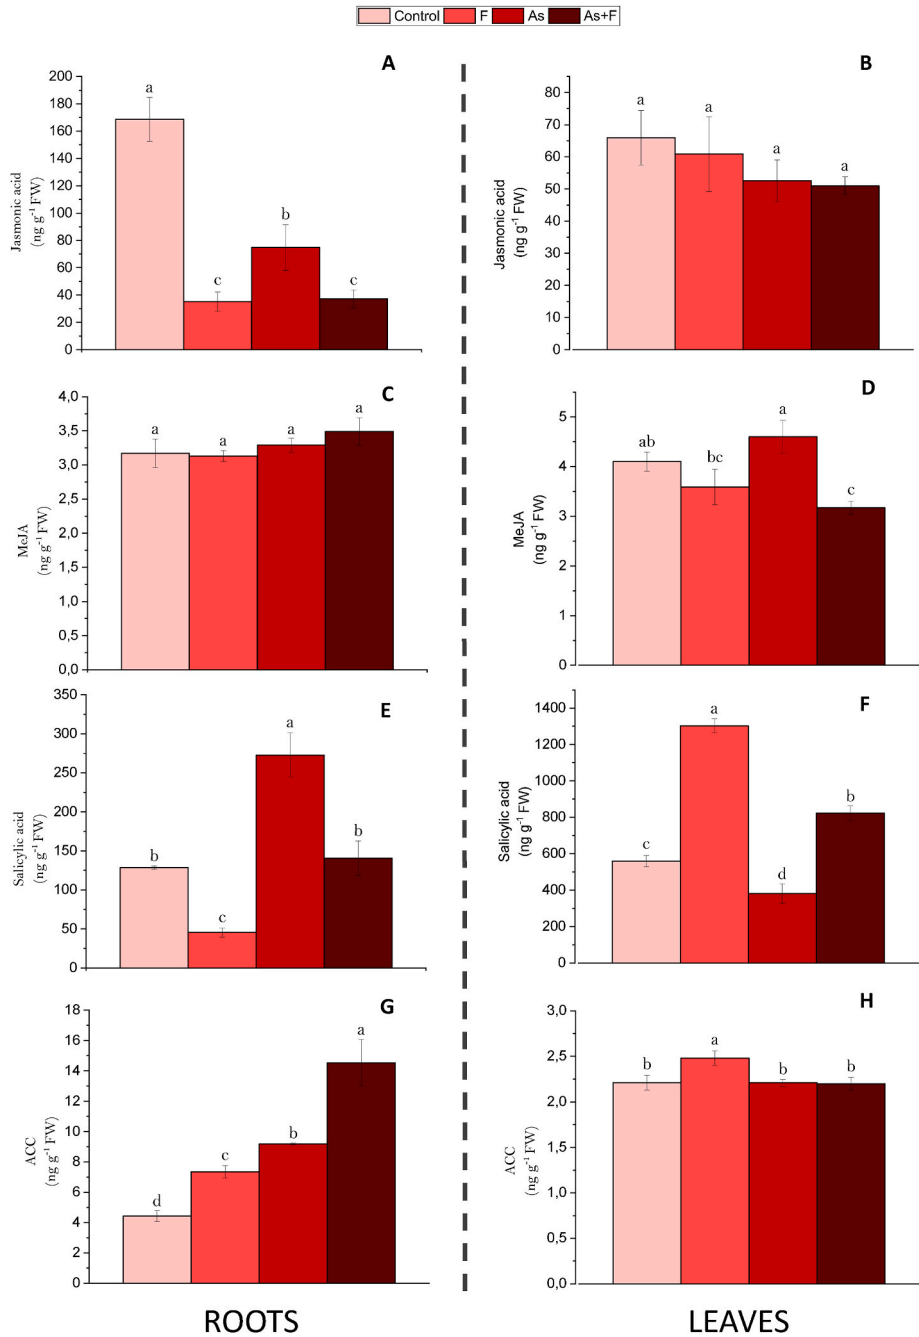 Control F As As+F
A
Jasmonic acid
(ng g⁻¹ FW)
200
180
160
140
120
100
80
60
40
20
0
a
c
b
c
B
Jasmonic acid
(ng g⁻¹ FW)
80
70
60
50
40
30
20
10
0
a
a
a
a
C
MeJA
(ng g⁻¹ FW)
4,0
3,5
3,0
2,5
2,0
1,5
1,0
0,5
0,0
a
a
a
a
D
MeJA
(ng g⁻¹ FW)
5
4
3
2
1
0
ab
bc
a
c
E
Salicylic acid
(ng g⁻¹ FW)
350
300
250
200
150
100
50
0
b
c
a
b
F
Salicylic acid
(ng g⁻¹ FW)
1400
1200
1000
800
600
400
200
0
c
a
d
b
G
ACC
(ng g⁻¹ FW)
18
16
14
12
10
8
6
4
2
0
d
c
b
a
H
ACC
(ng g⁻¹ FW)
3,0
2,5
2,0
1,5
1,0
0,5
0,0
b
a
b
b
ROOTS
LEAVES